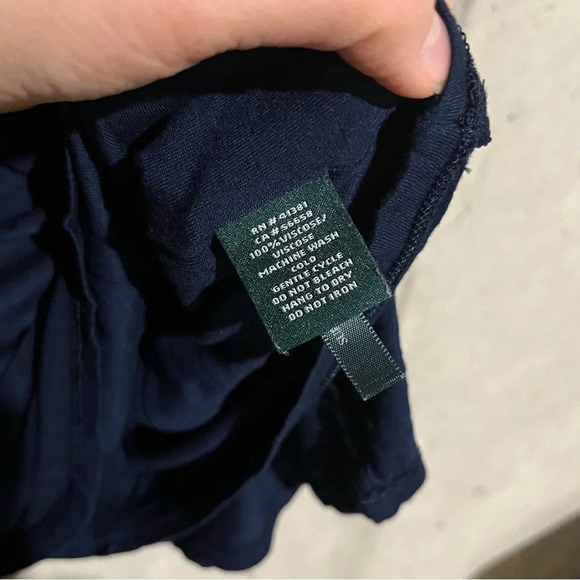 RN # 41381
CA # 56658
100% VISCOSE/
VISCOSE
MACHINE WASH
COLD
GENTLE CYCLE
DO NOT BLEACH
HANG TO DRY
DO NOT IRON